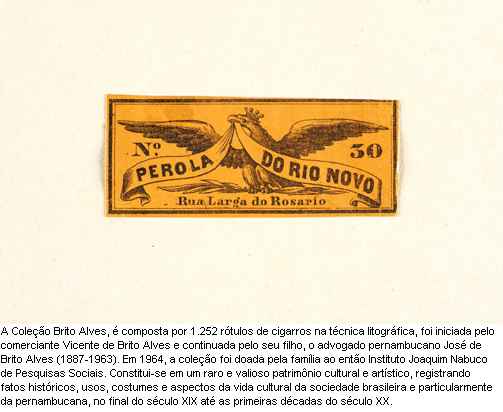 Nº 30
PEROLA DO RIO NOVO
Rua Larga do Rosario
A Coleção Brito Alves, é composta por 1.252 rótulos de cigarros na técnica litográfica, foi iniciada pelo
comerciante Vicente de Brito Alves e continuada pelo seu filho, o advogado pernambucano José de
Brito Alves (1887-1963). Em 1964, a coleção foi doada pela família ao então Instituto Joaquim Nabuco
de Pesquisas Sociais. Constitui-se em um raro e valioso patrimônio cultural e artístico, registrando
fatos históricos, usos, costumes e aspectos da vida cultural da sociedade brasileira e particularmente
da pernambucana, no final do século XIX até as primeiras décadas do século XX.